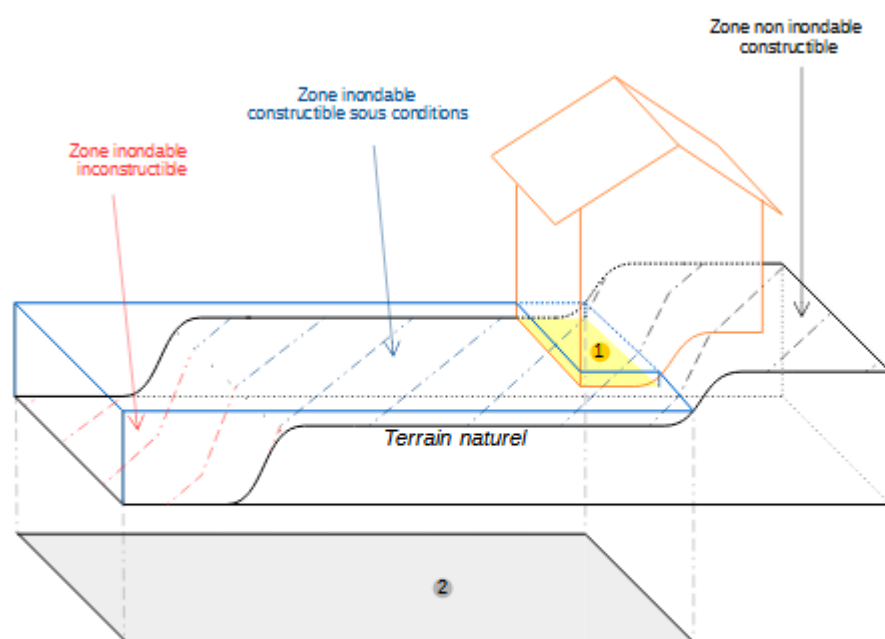 Zone non inondable
constructible
Zone inondable
constructible sous conditions
Zone inondable
inconstructible
1
Terrain naturel
2